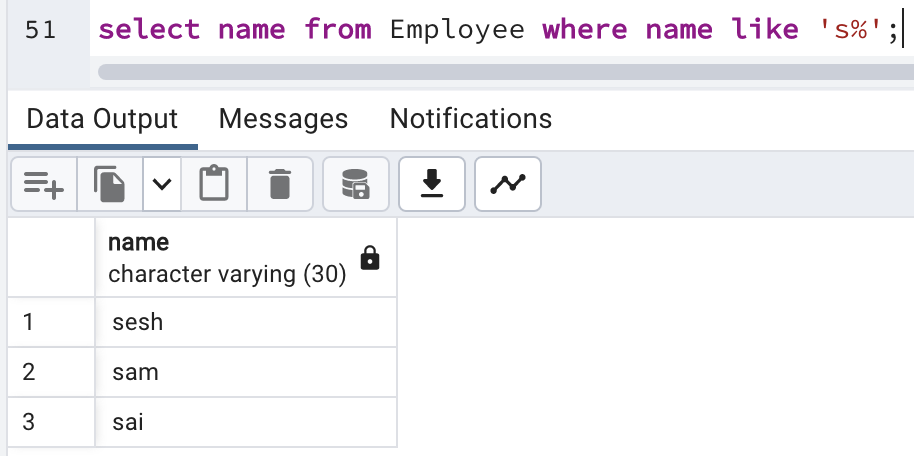 51 select name from Employee where name like 's%';
Data Output Messages Notifications
name
character varying (30)
1 sesh
2 sam
3 sai